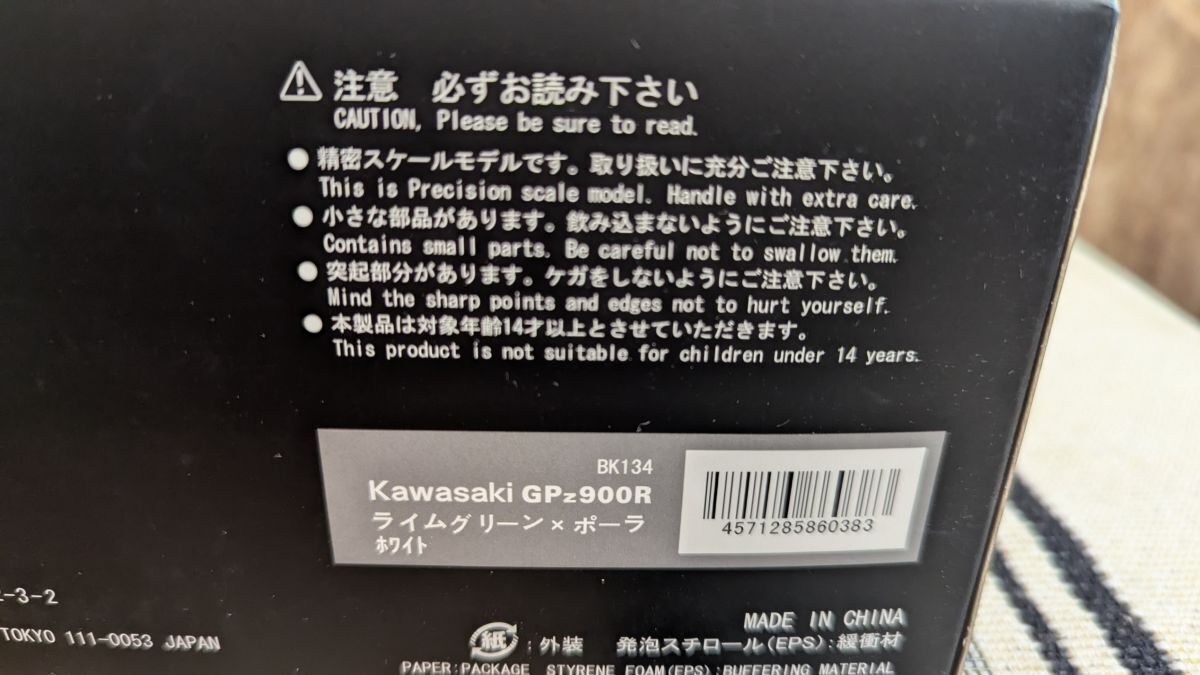 ⚠ 注意 必ずお読み下さい
CAUTION, Please be sure to read.
● 精密スケールモデルです。取り扱いに充分ご注意下さい。
This is Precision scale model. Handle with extra care.
● 小さな部品があります。飲み込まないようにご注意下さい。
Contains small parts. Be careful not to swallow them.
● 突起部分があります。ケガをしないようにご注意下さい。
Mind the sharp points and edges not to hurt yourself.
● 本製品は対象年齢14才以上とさせていただきます。
This product is not suitable for children under 14 years.
BK134
Kawasaki GPz900R
ライムグリーン×ポーラ
ホワイト
4571285860383
-3-2
TOKYO 111-0053 JAPAN
MADE IN CHINA
紙:外装 発泡スチロール(EPS):緩衝材
PAPER:PACKAGE STYRENE FOAM(EPS):BUFFERING MATERIAL